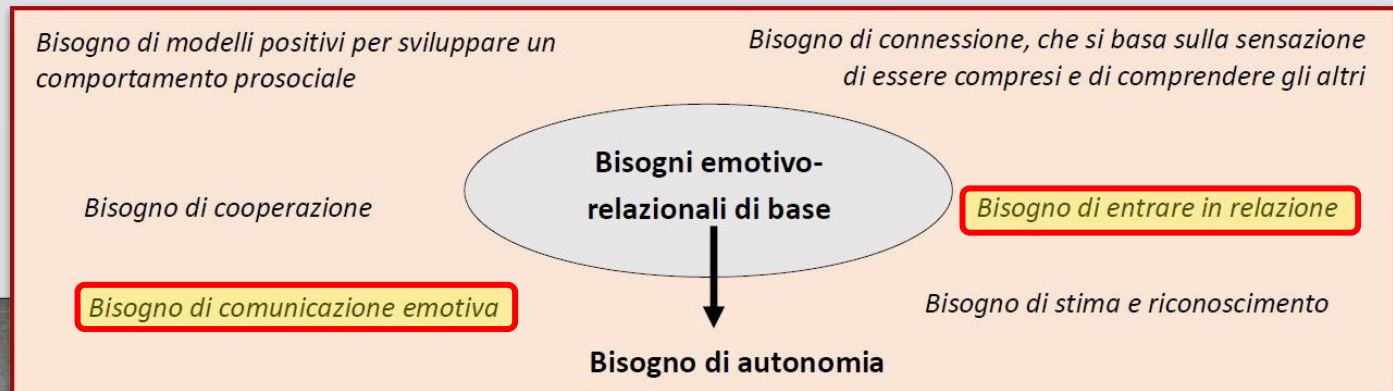 Bisogno di modelli positivi per sviluppare un
comportamento prosociale
Bisogno di connessione, che si basa sulla sensazione
di essere compresi e di comprendere gli altri
Bisogni emotivo-
relazionali di base
Bisogno di cooperazione
Bisogno di entrare in relazione
Bisogno di comunicazione emotiva
Bisogno di stima e riconoscimento
Bisogno di autonomia